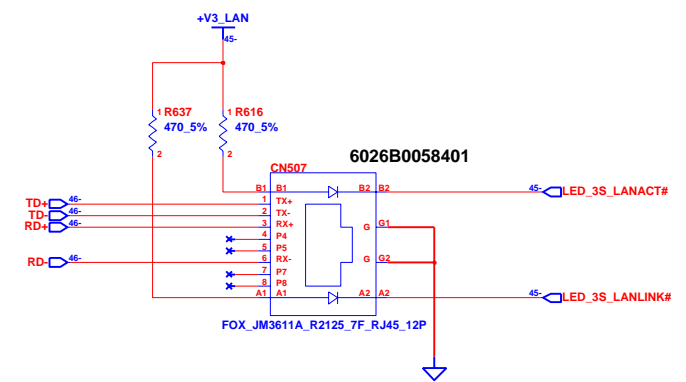 +V3_LAN
45-
1 R637
470_5%
2
1 R616
470_5%
2
6026B0058401
CN507
B1 B1 B2 B2
45- LED_3S_LANACT#
TD+ 46- 1 TX+
TD- 46- 2 TX-
RD+ 46- 3 RX+
G G1
4 P4
5 P5
RD- 46- 6 RX-
G G2
7 P7
8 P8
A1 A1 A2 A2
45- LED_3S_LANLINK#
FOX_JM3611A_R2125_7F_RJ45_12P